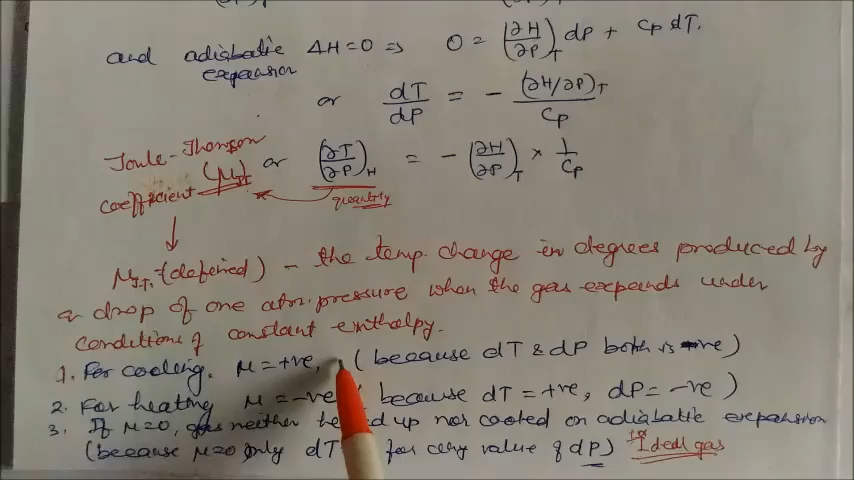 and adiabatic expansion ΔH=0 ⇒ 0 = (∂H/∂P)_T dP + Cp dT.
or dT/dP = - (∂H/∂P)_T / Cp
Joule-Thomson coefficient (μJT) or (∂T/∂P)_H = - (∂H/∂P)_T × 1/Cp
quantity
μJ.T. (defined) - the temp. change in degrees produced by
a drop of one atm. pressure when the gas expands under
conditions of constant enthalpy.
1. For cooling, μ = +ve, (because dT & dP both is -ve)
2. For heating μ = -ve (because dT = +ve, dP = -ve)
3. If μ=0, gas neither up nor cooled on adiabatic expansion
(because μ=0 only dT for every value of dP) Ideal gas